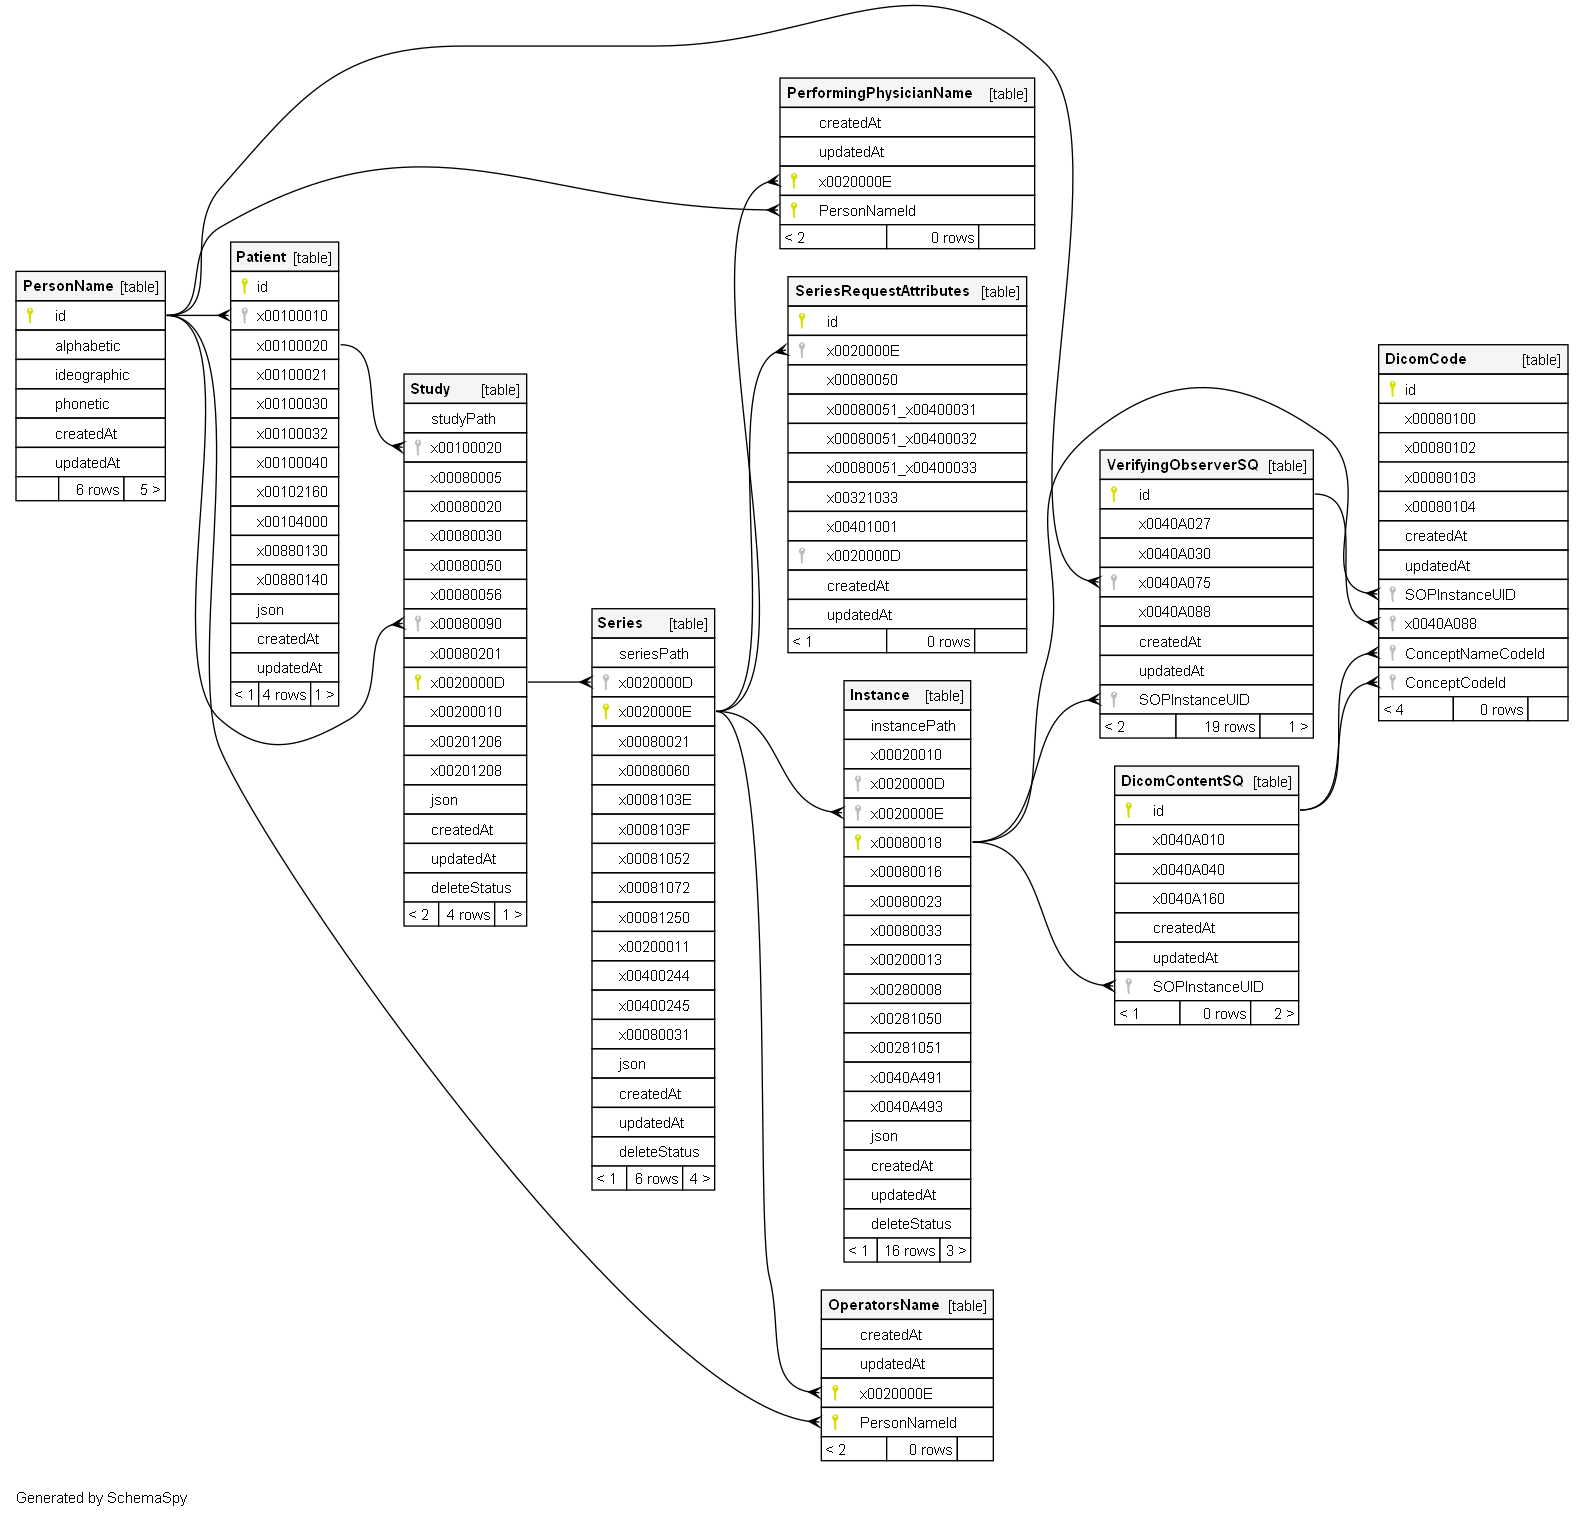 PerformingPhysicianName [table]
createdAt
updatedAt
x0020000E
PersonNameId
< 2 0 rows
Patient [table]
id
x00100010
x00100020
x00100021
x00100030
x00100032
x00100040
x00102160
x00104000
x00880130
x00880140
json
createdAt
updatedAt
< 1 4 rows 1 >
PersonName [table]
id
alphabetic
ideographic
phonetic
createdAt
updatedAt
6 rows 5 >
SeriesRequestAttributes [table]
id
x0020000E
x00080050
x00080051_x00400031
x00080051_x00400032
x00080051_x00400033
x00321033
x00401001
x0020000D
createdAt
updatedAt
< 1 0 rows
Study [table]
studyPath
x00100020
x00080005
x00080020
x00080030
x00080050
x00080056
x00080090
x00080201
x0020000D
x00200010
x00201206
x00201208
json
createdAt
updatedAt
deleteStatus
< 2 4 rows 1 >
DicomCode [table]
id
x00080100
x00080102
x00080103
x00080104
createdAt
updatedAt
SOPInstanceUID
x0040A088
ConceptNameCodeId
ConceptCodeId
< 4 0 rows
VerifyingObserverSQ [table]
id
x0040A027
x0040A030
x0040A075
x0040A088
createdAt
updatedAt
SOPInstanceUID
< 2 19 rows 1 >
Series [table]
seriesPath
x0020000D
x0020000E
x00080021
x00080060
x0008103E
x0008103F
x00081052
x00081072
x00081250
x00200011
x00400244
x00400245
x00080031
json
createdAt
updatedAt
deleteStatus
< 1 6 rows 4 >
Instance [table]
instancePath
x00020010
x0020000D
x0020000E
x00080018
x00080016
x00080023
x00080033
x00200013
x00280008
x00281050
x00281051
x0040A491
x0040A493
json
createdAt
updatedAt
deleteStatus
< 1 16 rows 3 >
DicomContentSQ [table]
id
x0040A010
x0040A040
x0040A160
createdAt
updatedAt
SOPInstanceUID
< 1 0 rows 2 >
OperatorsName [table]
createdAt
updatedAt
x0020000E
PersonNameId
< 2 0 rows
Generated by SchemaSpy